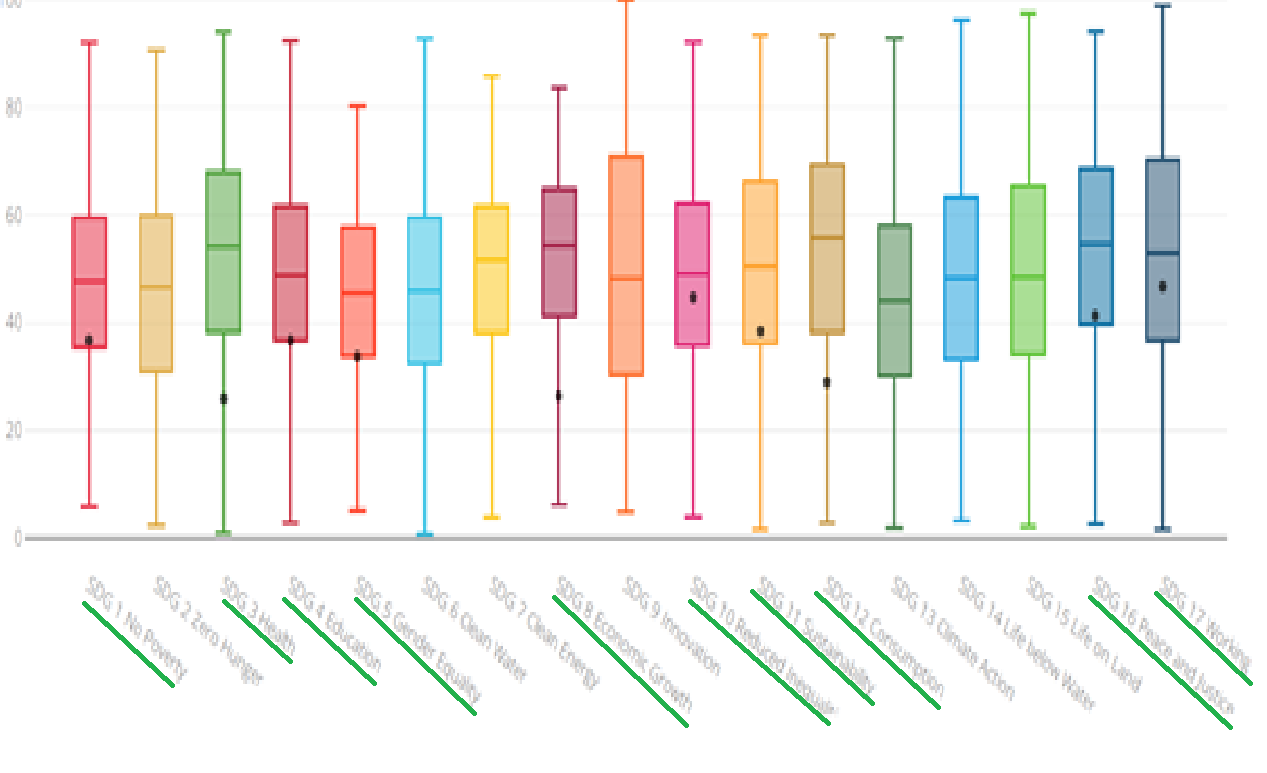 100
80
60
40
20
0
SDG 1 No Poverty
SDG 2 Zero Hunger
SDG 3 Health
SDG 4 Education
SDG 5 Gender Equality
SDG 6 Clean Water
SDG 7 Clean Energy
SDG 8 Economic Growth
SDG 9 Innovation
SDG 10 Reduced
SDG 11 Sustainability
SDG 12 Consumption
SDG 13 Climate Action
SDG 14 Life below Water
SDG 15 Life on Land
SDG 16 Peace and Justice
SDG 17 Working